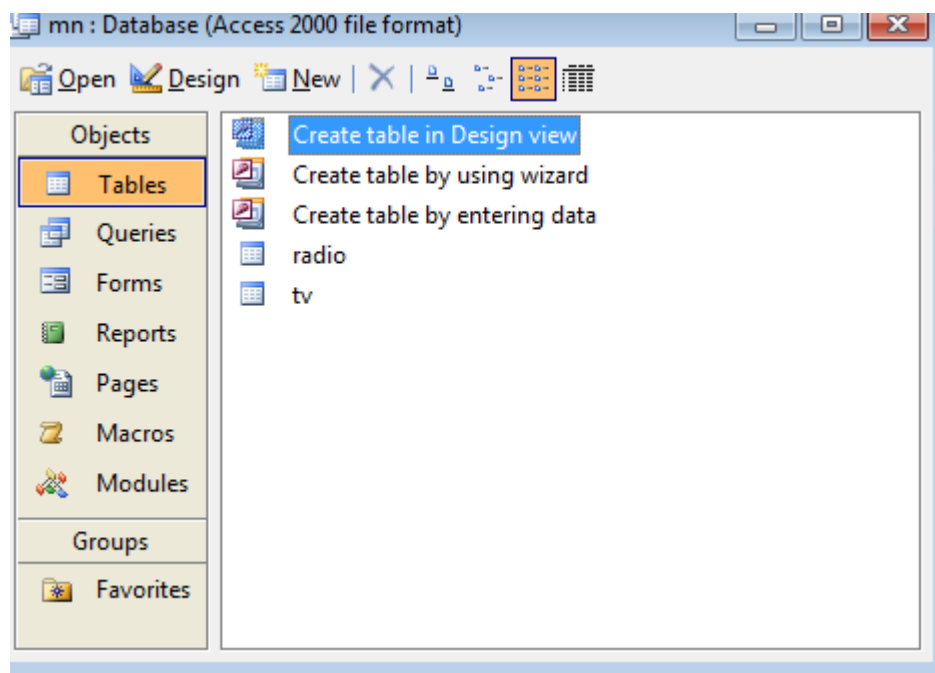 mn : Database (Access 2000 file format)
Open Design New
Objects
Tables
Queries
Forms
Reports
Pages
Macros
Modules
Groups
Favorites
Create table in Design view
Create table by using wizard
Create table by entering data
radio
tv